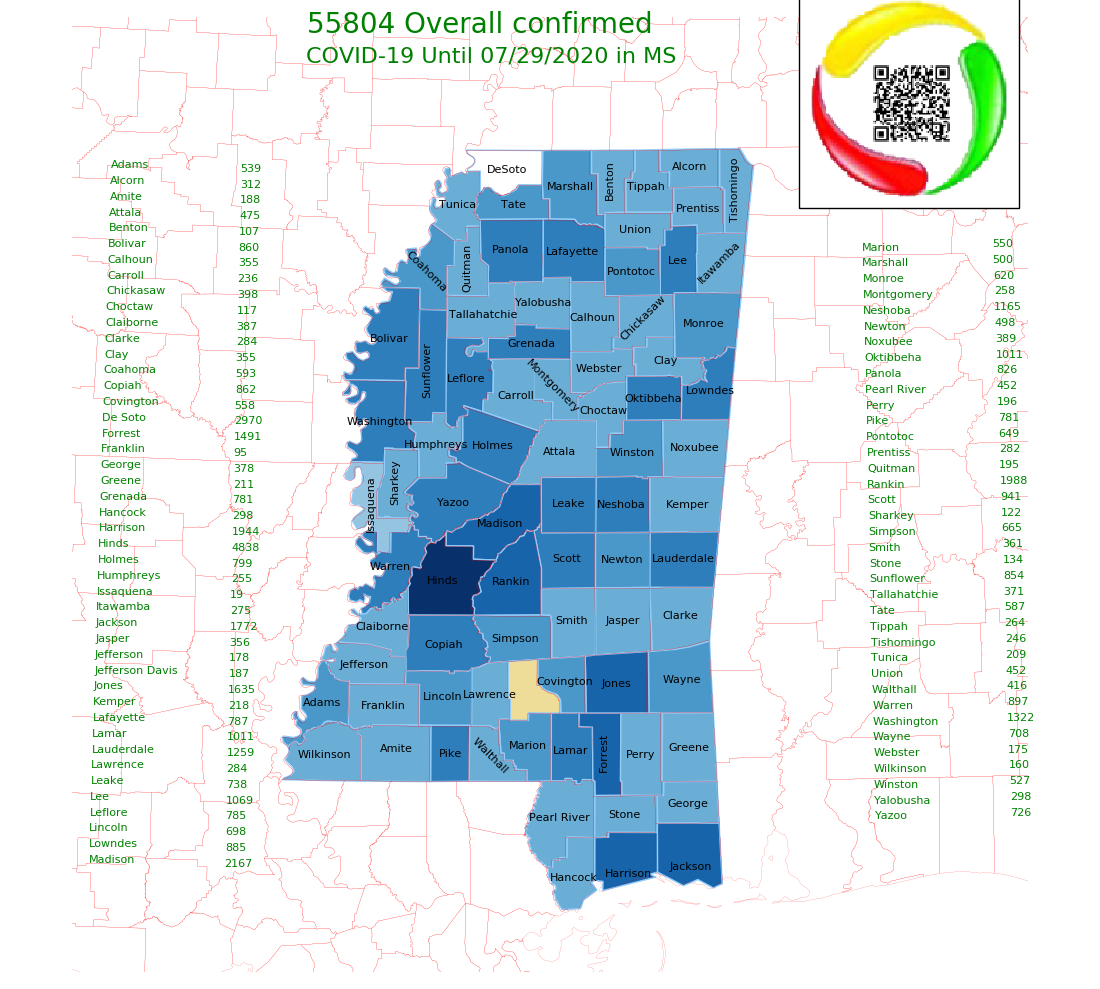 55804 Overall confirmed
COVID-19 Until 07/29/2020 in MS
Adams 539
Alcorn 312
Amite 188
Attala 475
Benton 107
Bolivar 860
Calhoun 355
Carroll 236
Chickasaw 398
Choctaw 117
Claiborne 387
Clarke 284
Clay 355
Coahoma 593
Copiah 862
Covington 558
De Soto 2970
Forrest 1491
Franklin 95
George 378
Greene 211
Grenada 781
Hancock 298
Harrison 1944
Hinds 4838
Holmes 799
Humphreys 255
Issaquena 19
Itawamba 275
Jackson 1772
Jasper 356
Jefferson 178
Jefferson Davis 187
Jones 1635
Kemper 218
Lafayette 787
Lamar 1011
Lauderdale 1259
Lawrence 284
Leake 738
Lee 1069
Leflore 785
Lincoln 698
Lowndes 885
Madison 2167
DeSoto
Marshall
Benton
Tippah
Alcorn
Tishomingo
Prentiss
Tunica
Tate
Union
Panola
Lafayette
Pontotoc
Lee
Itawamba
Coahoma
Quitman
Tallahatchie
Yalobusha
Calhoun
Chickasaw
Monroe
Bolivar
Sunflower
Grenada
Leflore
Montgomery
Webster
Clay
Carroll
Choctaw
Oktibbeha
Lowndes
Washington
Humphreys
Holmes
Attala
Winston
Noxubee
Issaquena
Sharkey
Yazoo
Madison
Leake
Neshoba
Kemper
Warren
Hinds
Rankin
Scott
Newton
Lauderdale
Claiborne
Copiah
Simpson
Smith
Jasper
Clarke
Jefferson
Adams
Franklin
Lincoln
Lawrence
Covington
Jones
Wayne
Wilkinson
Amite
Pike
Walthall
Marion
Lamar
Forrest
Perry
Greene
Pearl River
Stone
George
Hancock
Harrison
Jackson
Marion 550
Marshall 500
Monroe 620
Montgomery 258
Neshoba 1165
Newton 498
Noxubee 389
Oktibbeha 1011
Panola 826
Pearl River 452
Perry 196
Pike 781
Pontotoc 649
Prentiss 282
Quitman 195
Rankin 1988
Scott 941
Sharkey 122
Simpson 665
Smith 361
Stone 134
Sunflower 854
Tallahatchie 371
Tate 587
Tippah 264
Tishomingo 246
Tunica 209
Union 452
Walthall 416
Warren 897
Washington 1322
Wayne 708
Webster 175
Wilkinson 160
Winston 527
Yalobusha 298
Yazoo 726